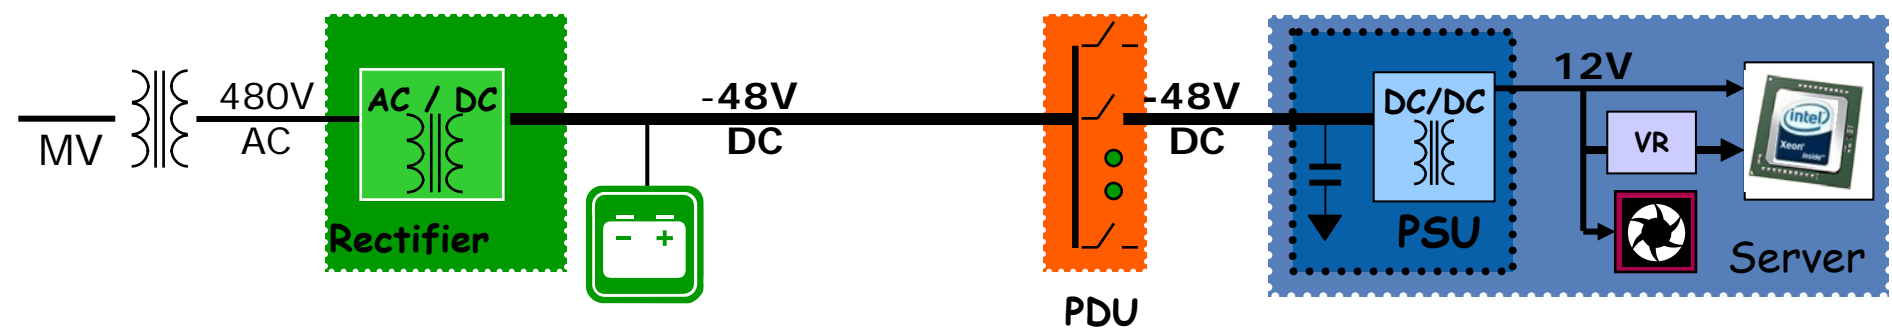 MV
480V
AC
AC / DC
Rectifier
-48V
DC
PDU
-48V
DC
DC/DC
PSU
12V
VR
intel
Xeon
inside
Server